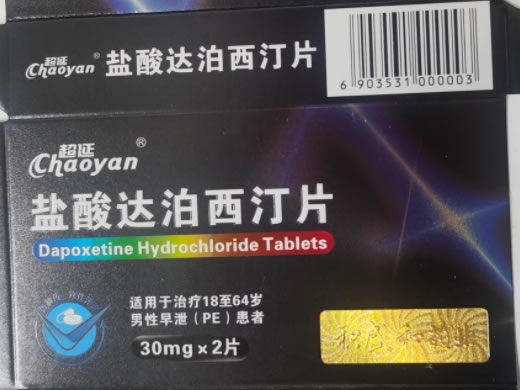 超延
Chaoyan®
盐酸达泊西汀片
6 903531 000003
超延
Chaoyan®
盐酸达泊西汀片
Dapoxetine Hydrochloride Tablets
适用于治疗18至64岁
男性早泄（PE）患者
30mg×2片